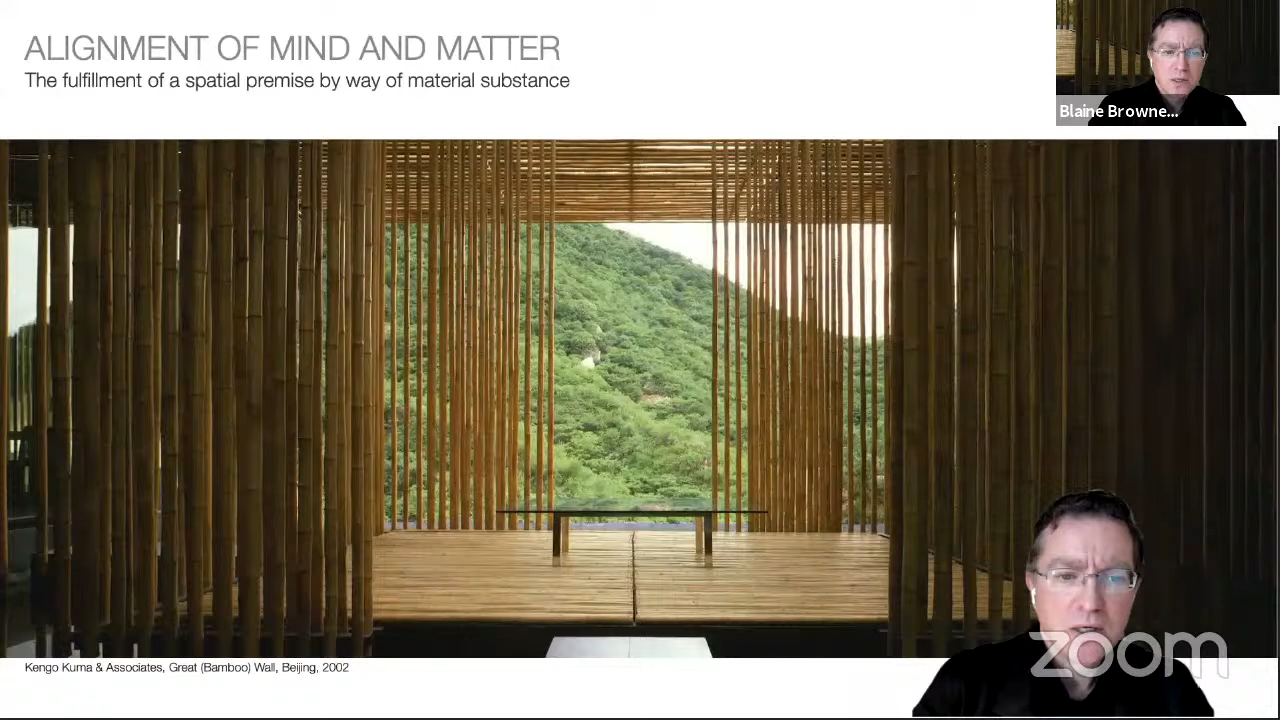 ALIGNMENT OF MIND AND MATTER
The fulfillment of a spatial premise by way of material substance
Blaine Browne...
Kengo Kuma & Associates, Great (Bamboo) Wall, Beijing, 2002
zoom